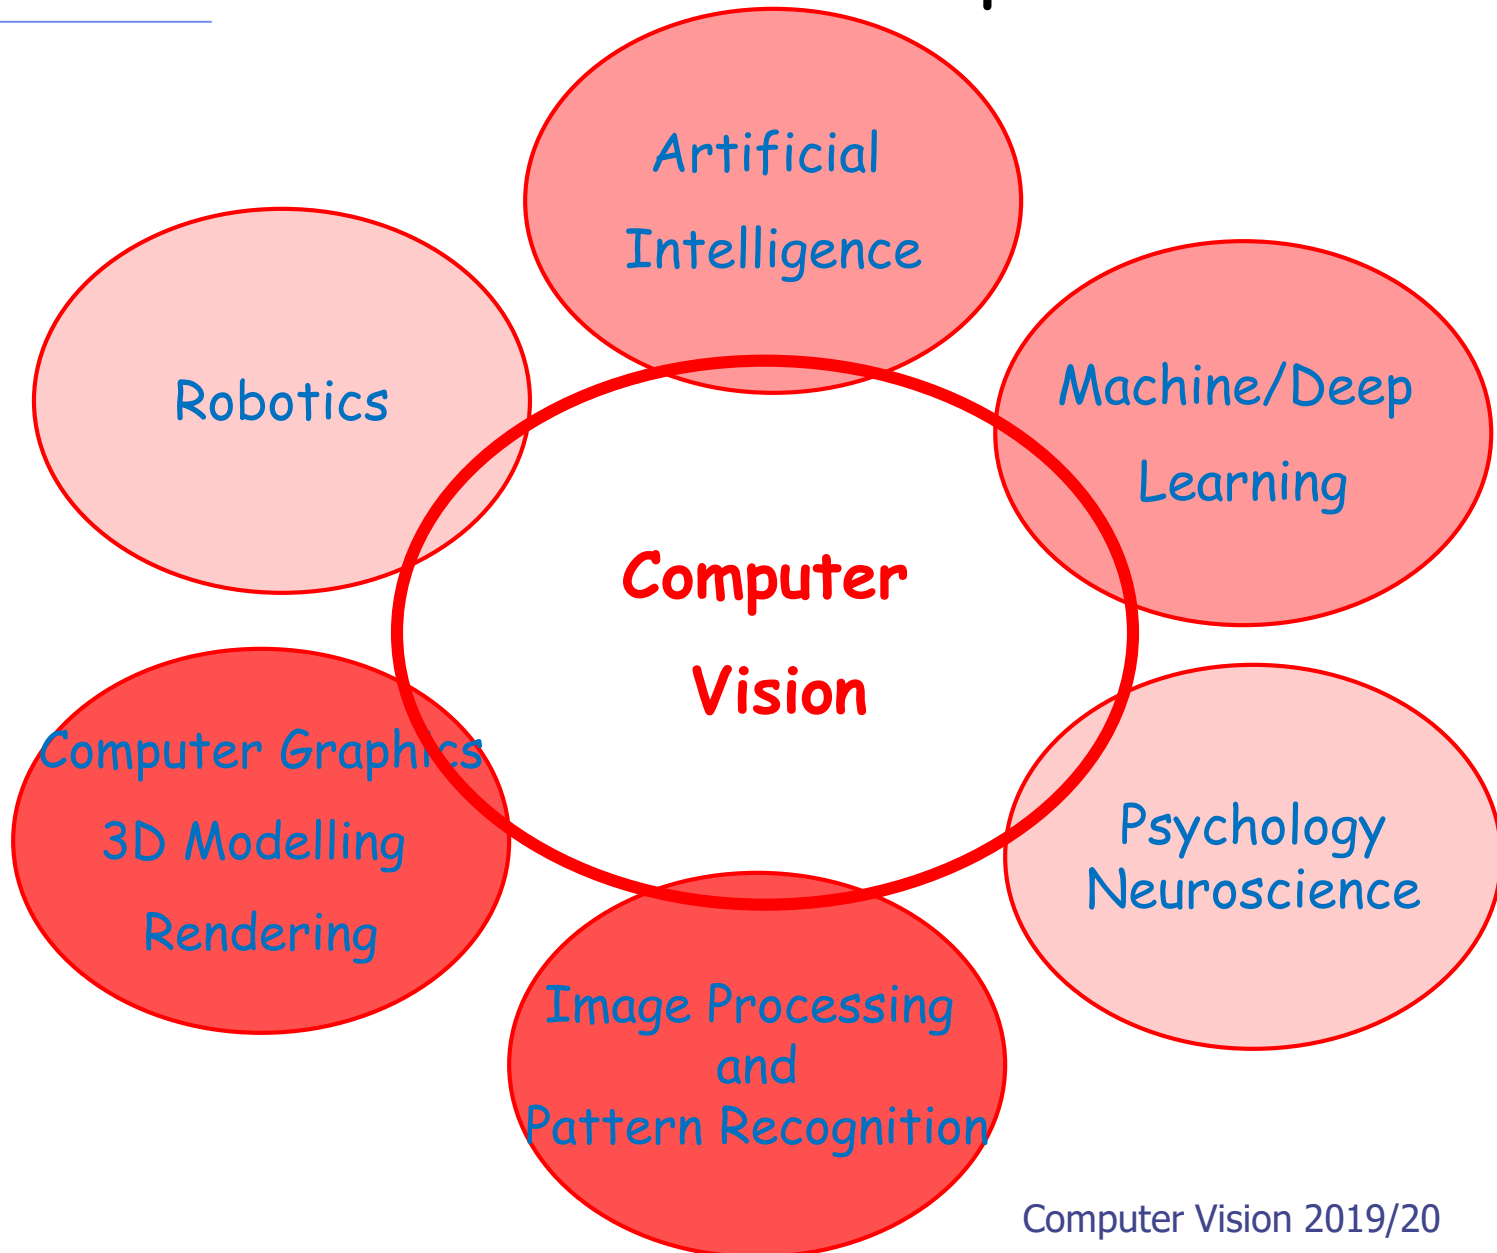 Artificial
Intelligence
Robotics
Machine/Deep
Learning
Computer
Vision
Computer Graphics
3D Modelling
Rendering
Psychology
Neuroscience
Image Processing
and
Pattern Recognition
Computer Vision 2019/20